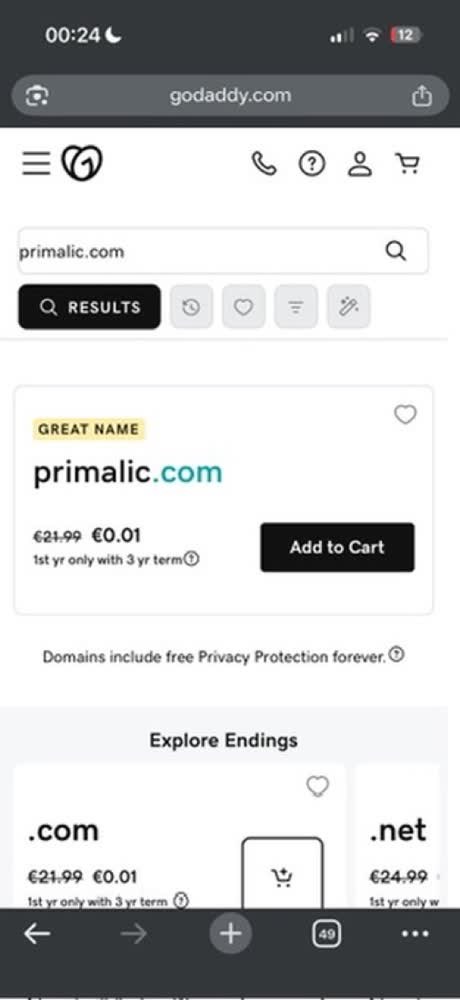 00:24
12
godaddy.com
primalic.com
RESULTS
GREAT NAME
primalic.com
€21.99 €0.01
1st yr only with 3 yr term
Add to Cart
Domains include free Privacy Protection forever.
Explore Endings
.com
€21.99 €0.01
1st yr only with 3 yr term
.net
€24.99
1st yr only w
49